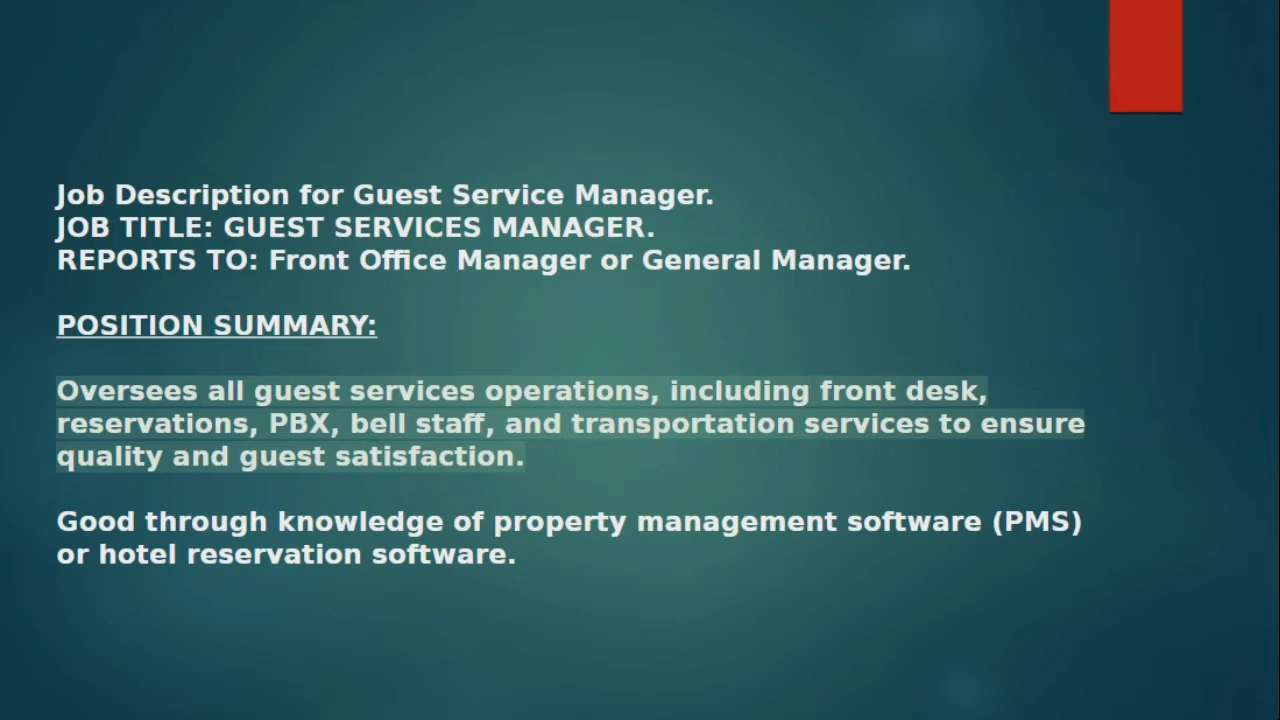 Job Description for Guest Service Manager.
JOB TITLE: GUEST SERVICES MANAGER.
REPORTS TO: Front Office Manager or General Manager.
POSITION SUMMARY:
Oversees all guest services operations, including front desk,
reservations, PBX, bell staff, and transportation services to ensure
quality and guest satisfaction.
Good through knowledge of property management software (PMS)
or hotel reservation software.